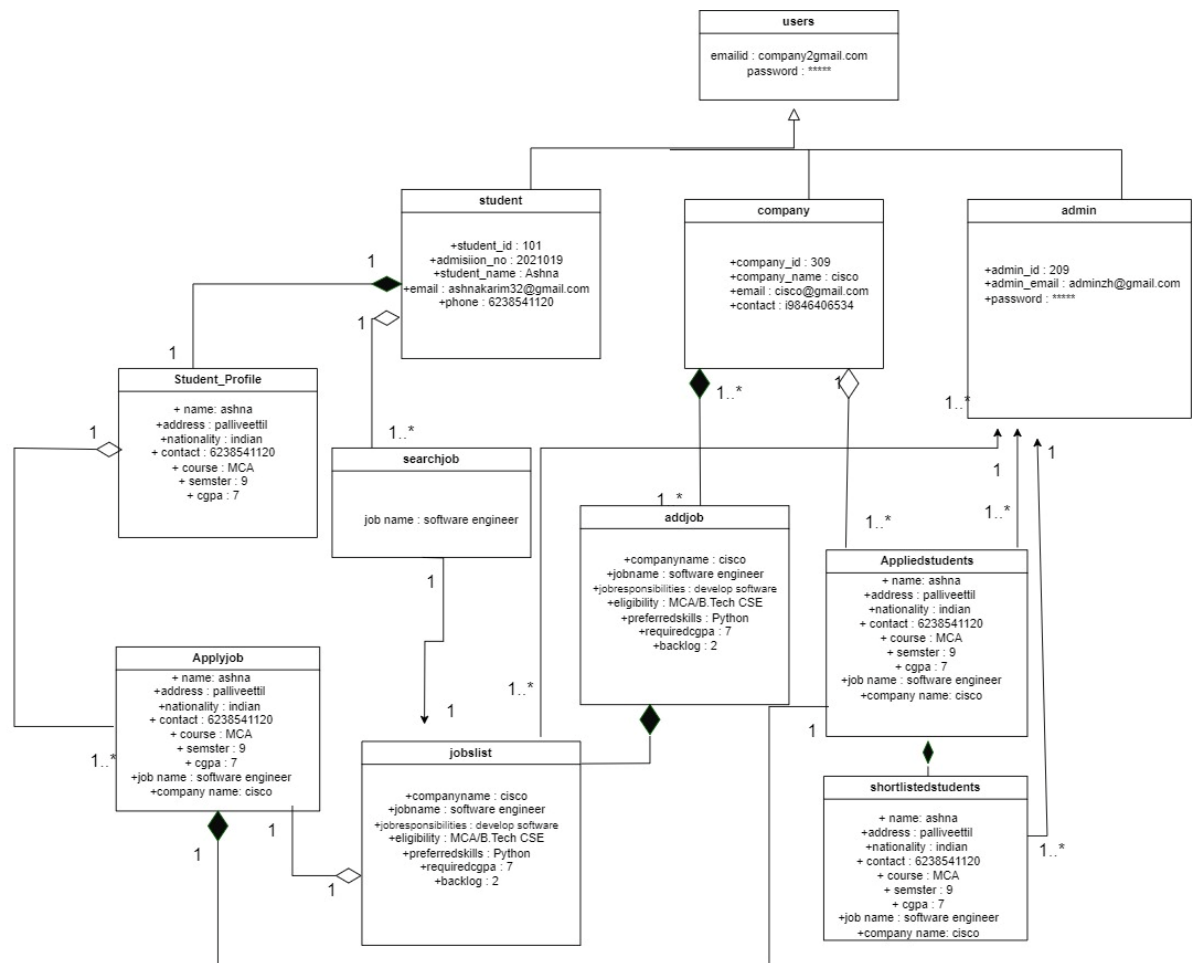 users
emailid : company2gmail.com
password : *****
student
+student_id : 101
+admisiion_no : 2021019
+student_name : Ashna
+email : ashnakarim32@gmail.com
+phone : 6238541120
company
+company_id : 309
+company_name : cisco
+email : cisco@gmail.com
+contact : i9846406534
admin
+admin_id : 209
+admin_email : adminzh@gmail.com
+password : *****
1
1
1
1..*
1
1..*
Student_Profile
+ name: ashna
+address : palliveettil
+nationality : indian
+ contact : 6238541120
+ course : MCA
+ semster : 9
+ cgpa : 7
1
1..*
searchjob
job name : software engineer
1
1
1
1..*
1..*
1..*
addjob
+companyname : cisco
+jobname : software engineer
+jobresponsibilities : develop software
+eligibility : MCA/B.Tech CSE
+preferredskills : Python
+requiredcgpa : 7
+backlog : 2
Appliedstudents
+ name: ashna
+address : palliveettil
+nationality : indian
+ contact : 6238541120
+ course : MCA
+ semster : 9
+ cgpa : 7
+job name : software engineer
+company name: cisco
Applyjob
+ name: ashna
+address : palliveettil
+nationality : indian
+ contact : 6238541120
+ course : MCA
+ semster : 9
+ cgpa : 7
+job name : software engineer
+company name: cisco
1..*
1..*
1
1
jobslist
+companyname : cisco
+jobname : software engineer
+jobresponsibilities : develop software
+eligibility : MCA/B.Tech CSE
+preferredskills : Python
+requiredcgpa : 7
+backlog : 2
shortlistedstudents
+ name: ashna
+address : palliveettil
+nationality : indian
+ contact : 6238541120
+ course : MCA
+ semster : 9
+ cgpa : 7
+job name : software engineer
+company name: cisco
1
1
1
1..*